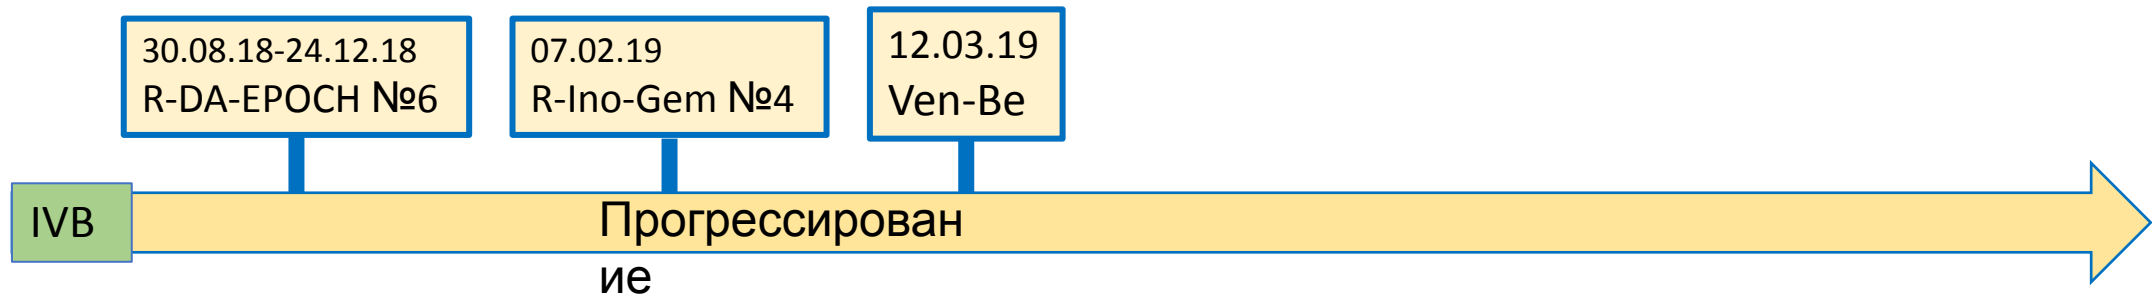 30.08.18-24.12.18
R-DA-EPOCH №6
07.02.19
R-Ino-Gem №4
12.03.19
Ven-Be
IVB
Прогрессирован
ие